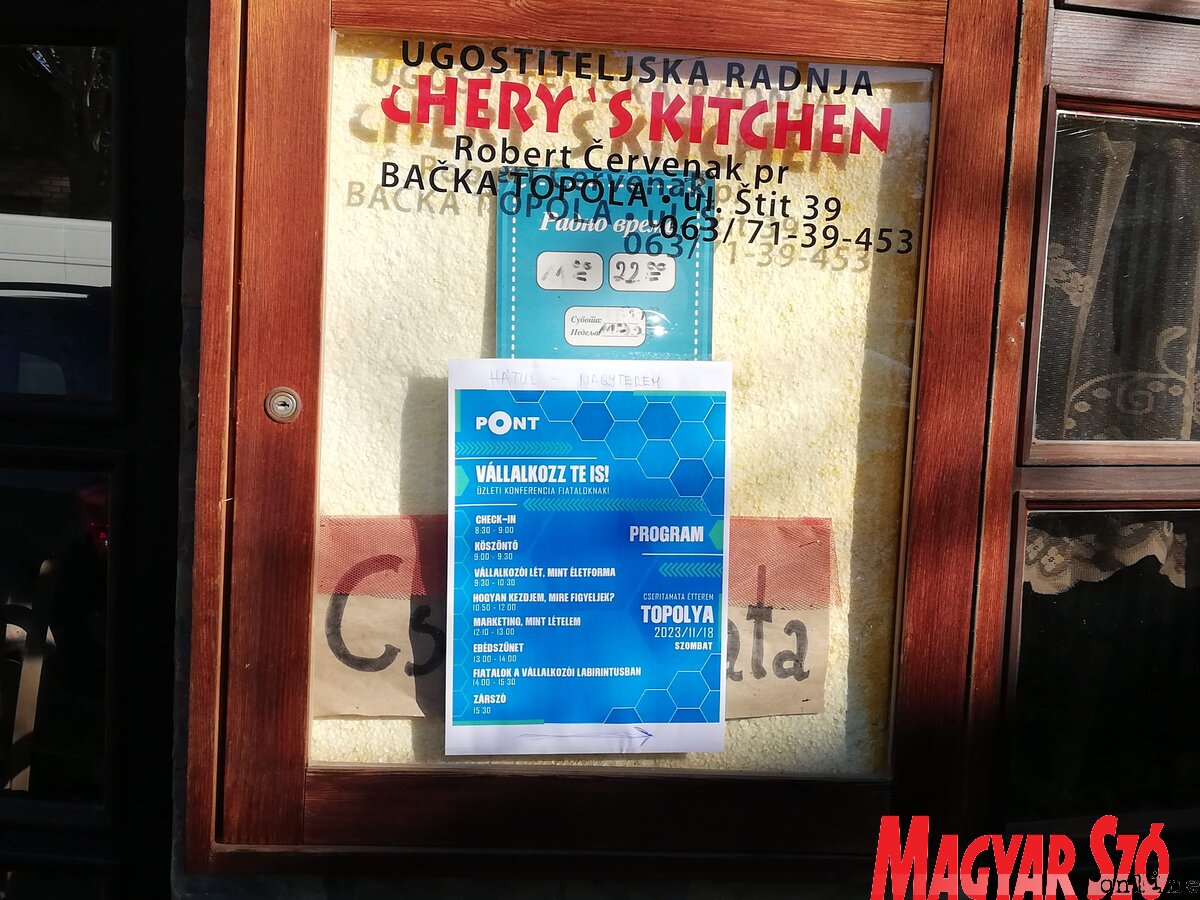 UGOSTITELJSKA RADNJA
CHERY'S KITCHEN
Robert Červenak pr
BAČKA TOPOLA • ul. Štit 39
063/71-39-453
Радно време
22
Субота:
Недеља:
HÁTUL - NAGYTEREM
PONT
VÁLLALKOZZ TE IS!
ÜZLETI KONFERENCIA FIATALOKNAK!
PROGRAM
CHECK-IN
8:30 - 9:00
KÖSZÖNTŐ
9:00 - 9:30
VÁLLALKOZÓI LÉT, MINT ÉLETFORMA
9:30 - 10:30
HOGYAN KEZDJEM, MIRE FIGYELJEK?
10:50 - 12:00
MARKETING, MINT LÉTELEM
12:10 - 13:00
EBÉDSZÜNET
13:00 - 14:00
FIATALOK A VÁLLALKOZÓI LABIRINTUSBAN
14:00 - 15:30
ZÁRSZÓ
15:30
CSERITAMATA ÉTTEREM
TOPOLYA
2023/11/18
SZOMBAT
Cs ata
MAGYAR SZÓ
online